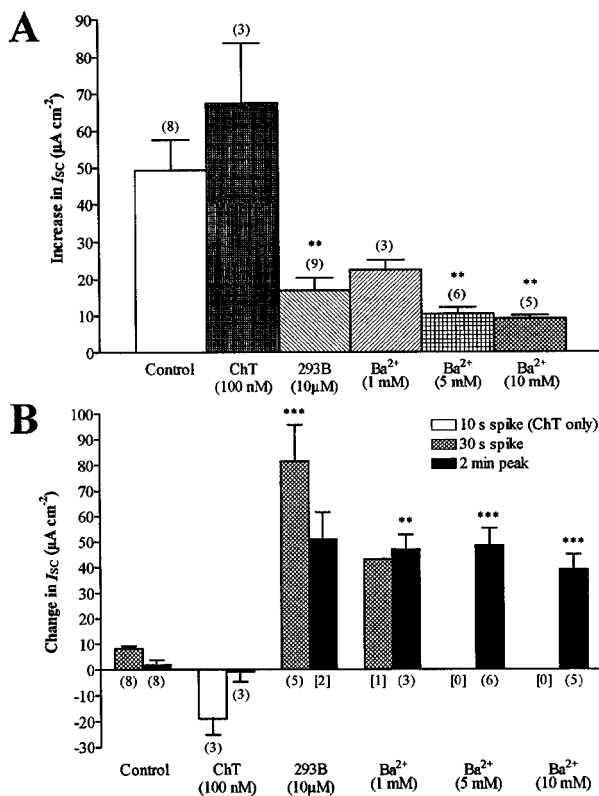 A
Increase in Isc (µA cm-2)
90
80
70
60
50
40
30
20
10
0
(8)
(3)
**
(9)
(3)
**
(6)
**
(5)
Control
ChT
(100 nM)
293B
(10µM)
Ba2+
(1 mM)
Ba2+
(5 mM)
Ba2+
(10 mM)
B
Change in Isc (µA cm-2)
100
90
80
70
60
50
40
30
20
10
0
-10
-20
-30
10 s spike (ChT only)
30 s spike
2 min peak
***
**
***
***
(8) (8)
(3)
(3)
(5) [2]
[1] (3)
[0] (6)
[0] (5)
Control
ChT
(100 nM)
293B
(10µM)
Ba2+
(1 mM)
Ba2+
(5 mM)
Ba2+
(10 mM)